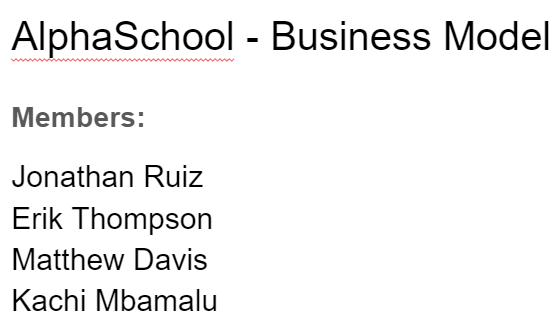 AlphaSchool - Business Model
Members:
Jonathan Ruiz
Erik Thompson
Matthew Davis
Kachi Mbamalu